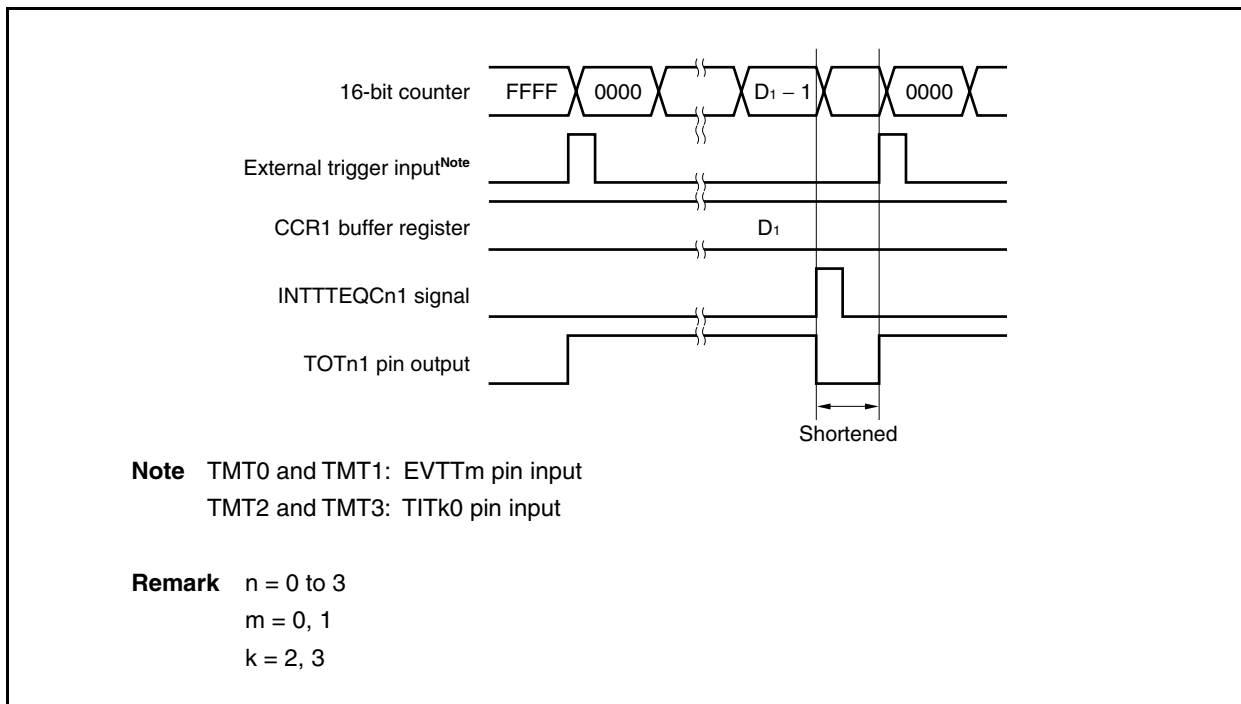 16-bit counter FFFF 0000 D1 − 1 0000
External trigger inputNote
CCR1 buffer register D1
INTTTEQCn1 signal
TOTn1 pin output
Shortened
Note TMT0 and TMT1: EVTTm pin input
TMT2 and TMT3: TITk0 pin input
Remark n = 0 to 3
m = 0, 1
k = 2, 3